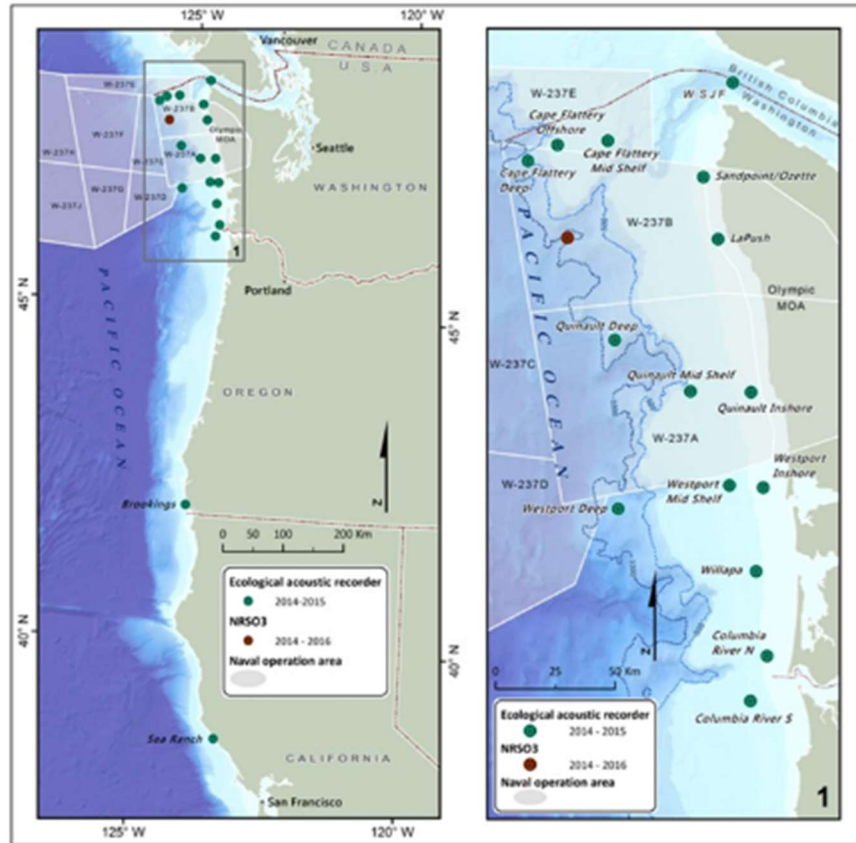 125° W
120° W
Vancouver
CANADA
U.S.A
W-237E
W-237B
W-237F
Olympic
MOA
W-237H
W-237C
W-237A
Seattle
W-237G
W-237D
W-237J
WASHINGTON
1
Portland
45° N
45° N
PACIFIC OCEAN
OREGON
N
Brookings
0 50 100 200 Km
Ecological acoustic recorder
2014-2015
NRSO3
2014 - 2016
Naval operation area
40° N
40° N
Sea Ranch
CALIFORNIA
San Francisco
125° W
120° W
British Columbia
Washington
WSJF
W-237E
Cape Flattery
Offshore
Cape Flattery
Mid Shelf
Cape Flattery
Deep
Sandpoint/Ozette
W-237B
LaPush
PACIFIC OCEAN
Olympic
MOA
Quinault Deep
W-237C
Quinault Mid Shelf
Quinault Inshore
W-237A
Westport
Inshore
W-237D
Westport
Mid Shelf
Westport Deep
Willapa
N
Columbia
River N
0 25 50 Km
Columbia River S
Ecological acoustic recorder
2014 - 2015
NRSO3
2014 - 2016
Naval operation area
1